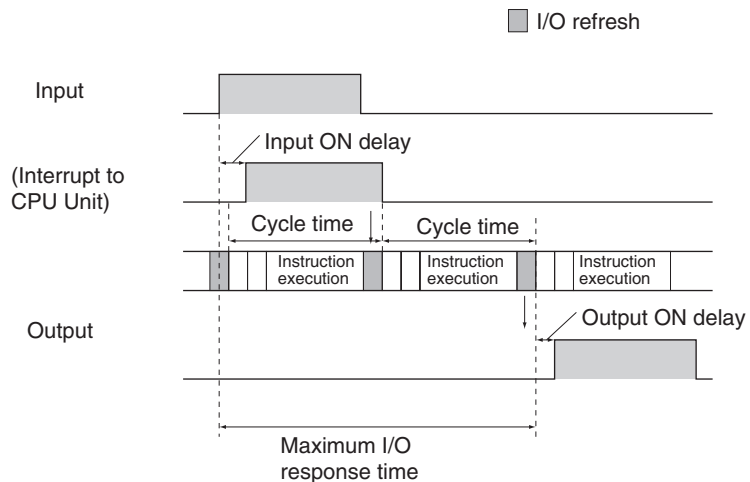 I/O refresh
Input
Input ON delay
(Interrupt to
CPU Unit)
Cycle time
Cycle time
Instruction
execution
Instruction
execution
Instruction
execution
Output
Output ON delay
Maximum I/O
response time